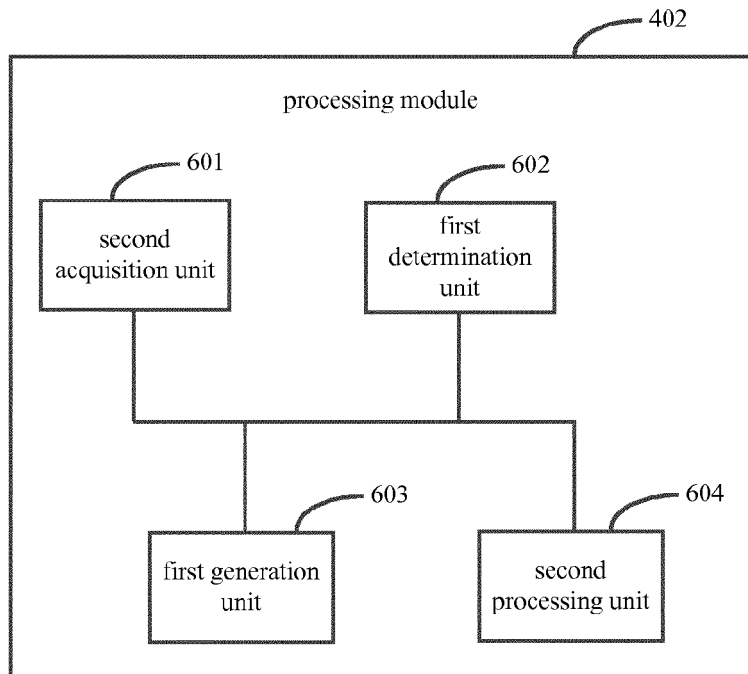 402
processing module
601
602
second
acquisition unit
first
determination
unit
603
604
first generation
unit
second
processing unit